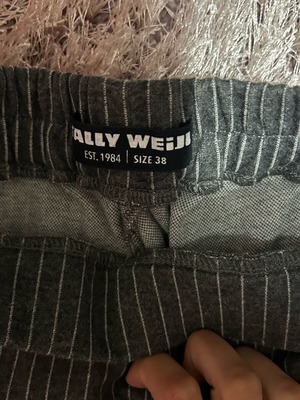 ALLY WEiJL
EST. 1984 | SIZE 38